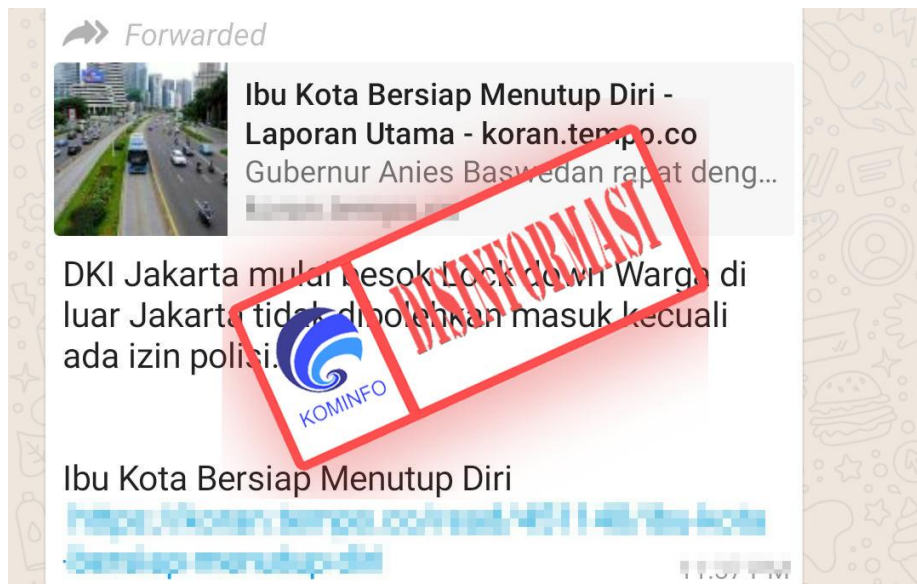 Forwarded
Ibu Kota Bersiap Menutup Diri -
Laporan Utama - koran.tempo.co
Gubernur Anies Baswedan rapat deng...
DKI Jakarta mulai besok Lock down Warga di
luar Jakarta tidak dibolehkan masuk kecuali
ada izin polisi.
DISINFORMASI
KOMINFO
Ibu Kota Bersiap Menutup Diri